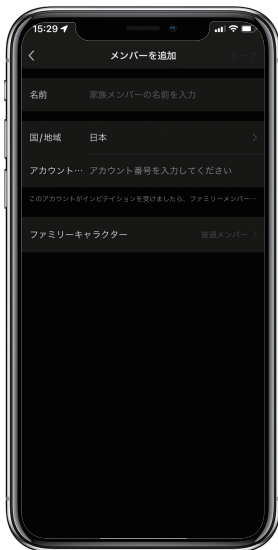 15:29
メンバーを追加 セーブ
名前 家族メンバーの名前を入力
国/地域 日本
アカウント… アカウント番号を入力してください
このアカウントがインビテイションを受けましたら、ファミリーメンバー…
ファミリーキャラクター 普通メンバー